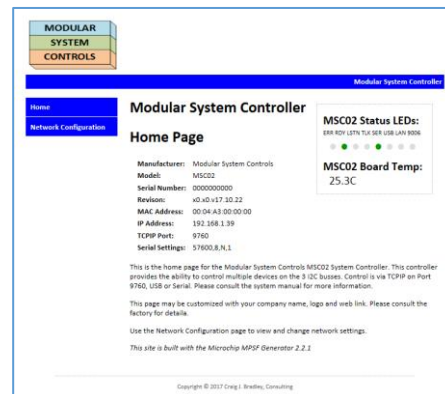 MODULAR
SYSTEM
CONTROLS
Modular System Controller
Home
Network Configuration
Modular System Controller
Home Page
Manufacturer: Modular System Controls
Model: MSC02
Serial Number: 0000000000
Revison: x0.x0.v17.10.22
MAC Address: 00:04:A3:00:00:00
IP Address: 192.168.1.39
TCPIP Port: 9760
Serial Settings: 57600,8,N,1
MSC02 Status LEDs:
ERR RDY LSTN TLK SER USB LAN 9006
MSC02 Board Temp:
25.3C
This is the home page for the Modular System Controls MSC02 System Controller. This controller
provides the ability to control multiple devices on the 3 I2C busses. Control is via TCPIP on Port
9760, USB or Serial. Please consult the system manual for more information.
This page may be customized with your company name, logo and web link. Please consult the
factory for details.
Use the Network Configuration page to view and change network settings.
This site is built with the Microchip MPSF Generator 2.2.1
Copyright © 2017 Craig J. Bradley, Consulting